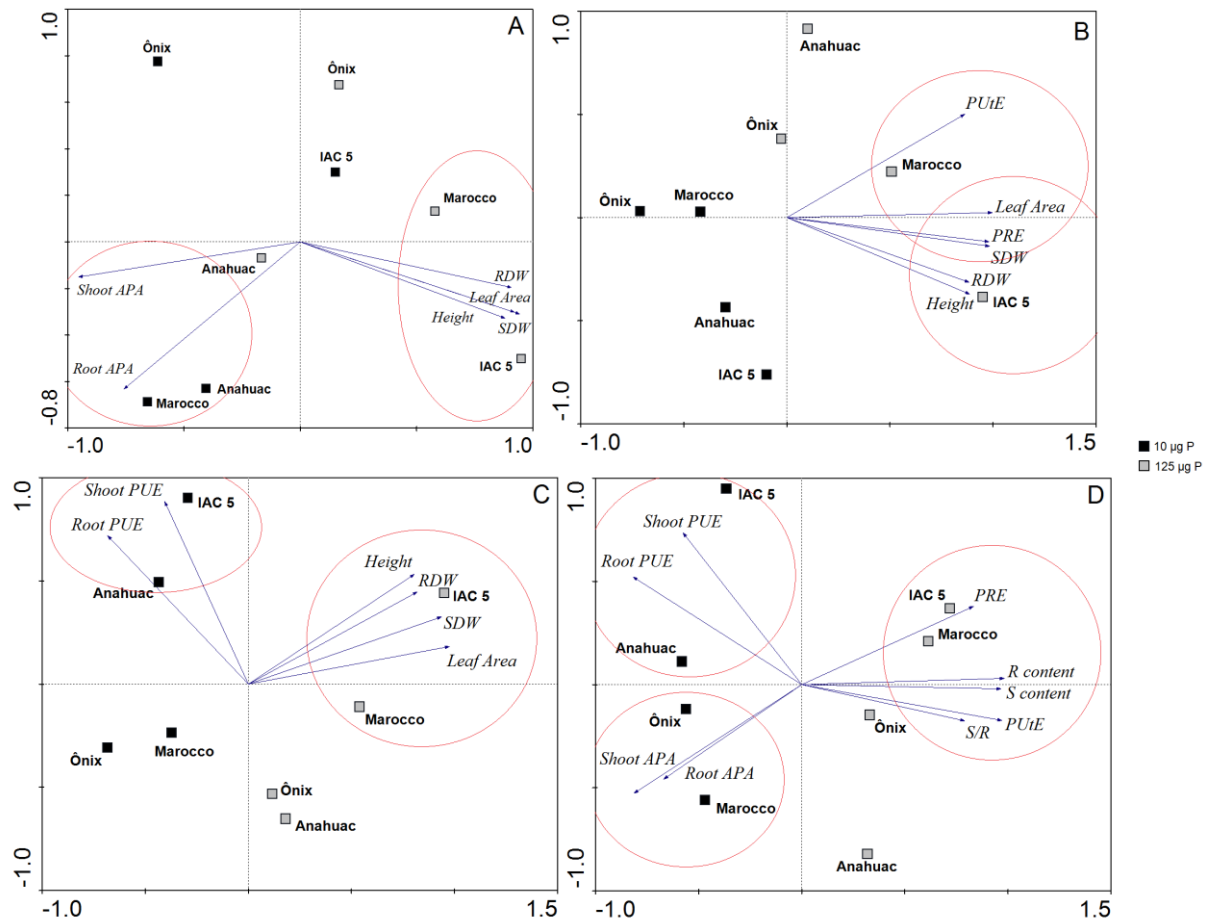 A
1.0
Ônix
Ônix
IAC 5
Marocco
Anahuac
Shoot APA
RDW
Leaf Area
Height
SDW
Root APA
IAC 5
Anahuac
Marocco
-0.8
-1.0
1.0
B
1.0
Anahuac
PUtE
Ônix
Marocco
Ônix
Marocco
Leaf Area
PRE
SDW
RDW
Height
IAC 5
Anahuac
IAC 5
-1.0
-1.0
1.5
10 µg P
125 µg P
C
1.0
Shoot PUE
IAC 5
Root PUE
Height
RDW
Anahuac
IAC 5
SDW
Leaf Area
Marocco
Ônix
Marocco
Ônix
Anahuac
-1.0
-1.0
1.5
D
1.0
IAC 5
Shoot PUE
Root PUE
PRE
IAC 5
Marocco
Anahuac
R content
S content
Ônix
Ônix
S/R
PUtE
Shoot APA
Root APA
Marocco
Anahuac
-1.0
-1.0
1.5